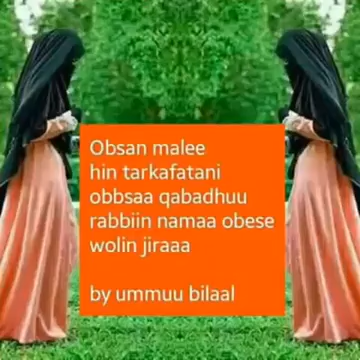 Obsan malee
hin tarkafatani
obbsaa qabadhuu
rabbiin namaa obese
wolin jiraaa
by ummuu bilaal